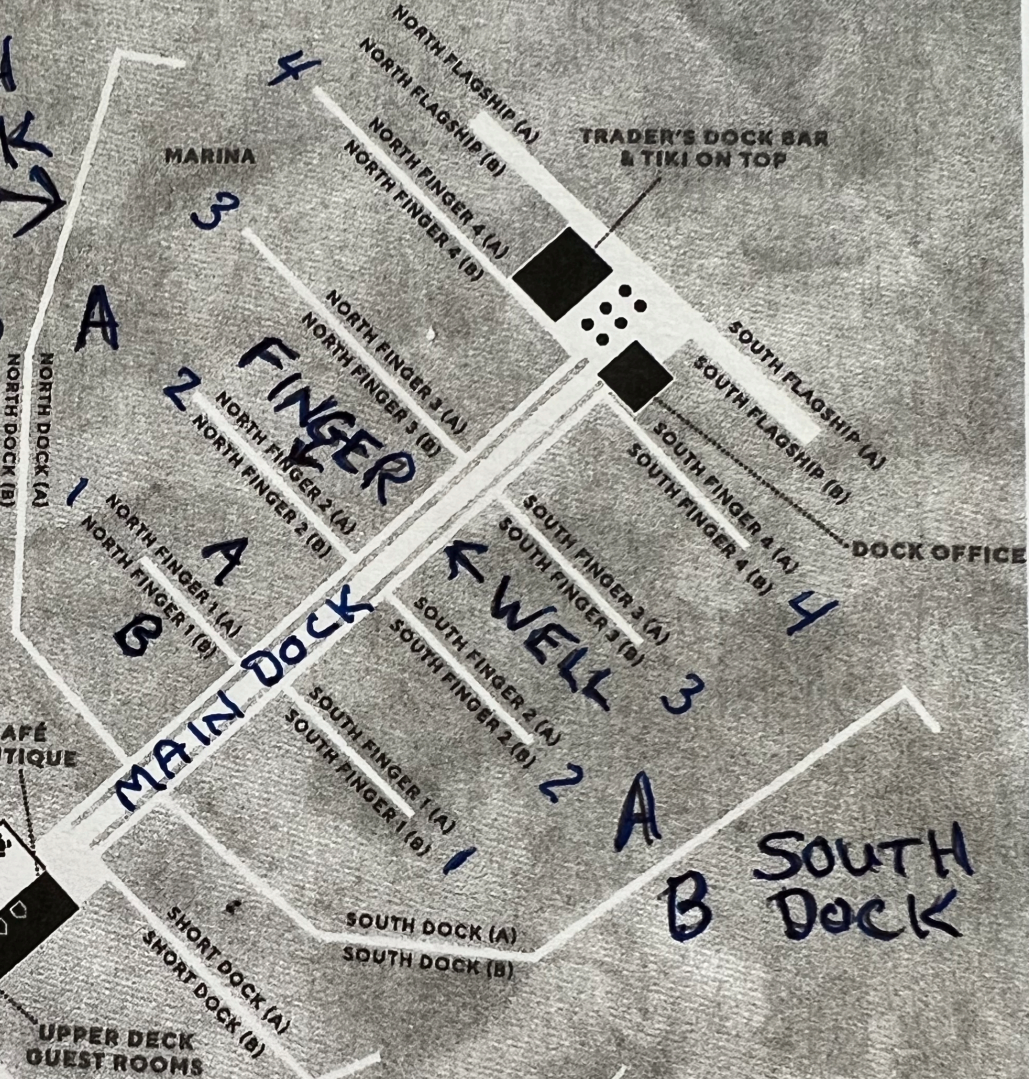 NORTH FLAGSHIP (A)
NORTH FLAGSHIP (B)
4
NORTH FINGER 4 (A)
NORTH FINGER 4 (B)
TRADER'S DOCK BAR
& TIKI ON TOP
MARINA
3
NORTH FINGER 3 (A)
NORTH FINGER 3 (B)
A
FINGER
2
NORTH FINGER 2 (A)
NORTH FINGER 2 (B)
NORTH DOCK (A)
NORTH DOCK (B)
1
NORTH FINGER 1 (A)
NORTH FINGER 1 (B)
A
B
SOUTH FLAGSHIP (A)
SOUTH FLAGSHIP (B)
SOUTH FINGER 4 (A)
SOUTH FINGER 4 (B)
4
DOCK OFFICE
SOUTH FINGER 3 (A)
SOUTH FINGER 3 (B)
3
WELL
MAIN DOCK
SOUTH FINGER 2 (A)
SOUTH FINGER 2 (B)
2
SOUTH FINGER 1 (A)
SOUTH FINGER 1 (B)
1
A
B
SOUTH
DOCK
SOUTH DOCK (A)
SOUTH DOCK (B)
SHORT DOCK (A)
SHORT DOCK (B)
AFÉ
TIQUE
UPPER DECK
GUEST ROOMS